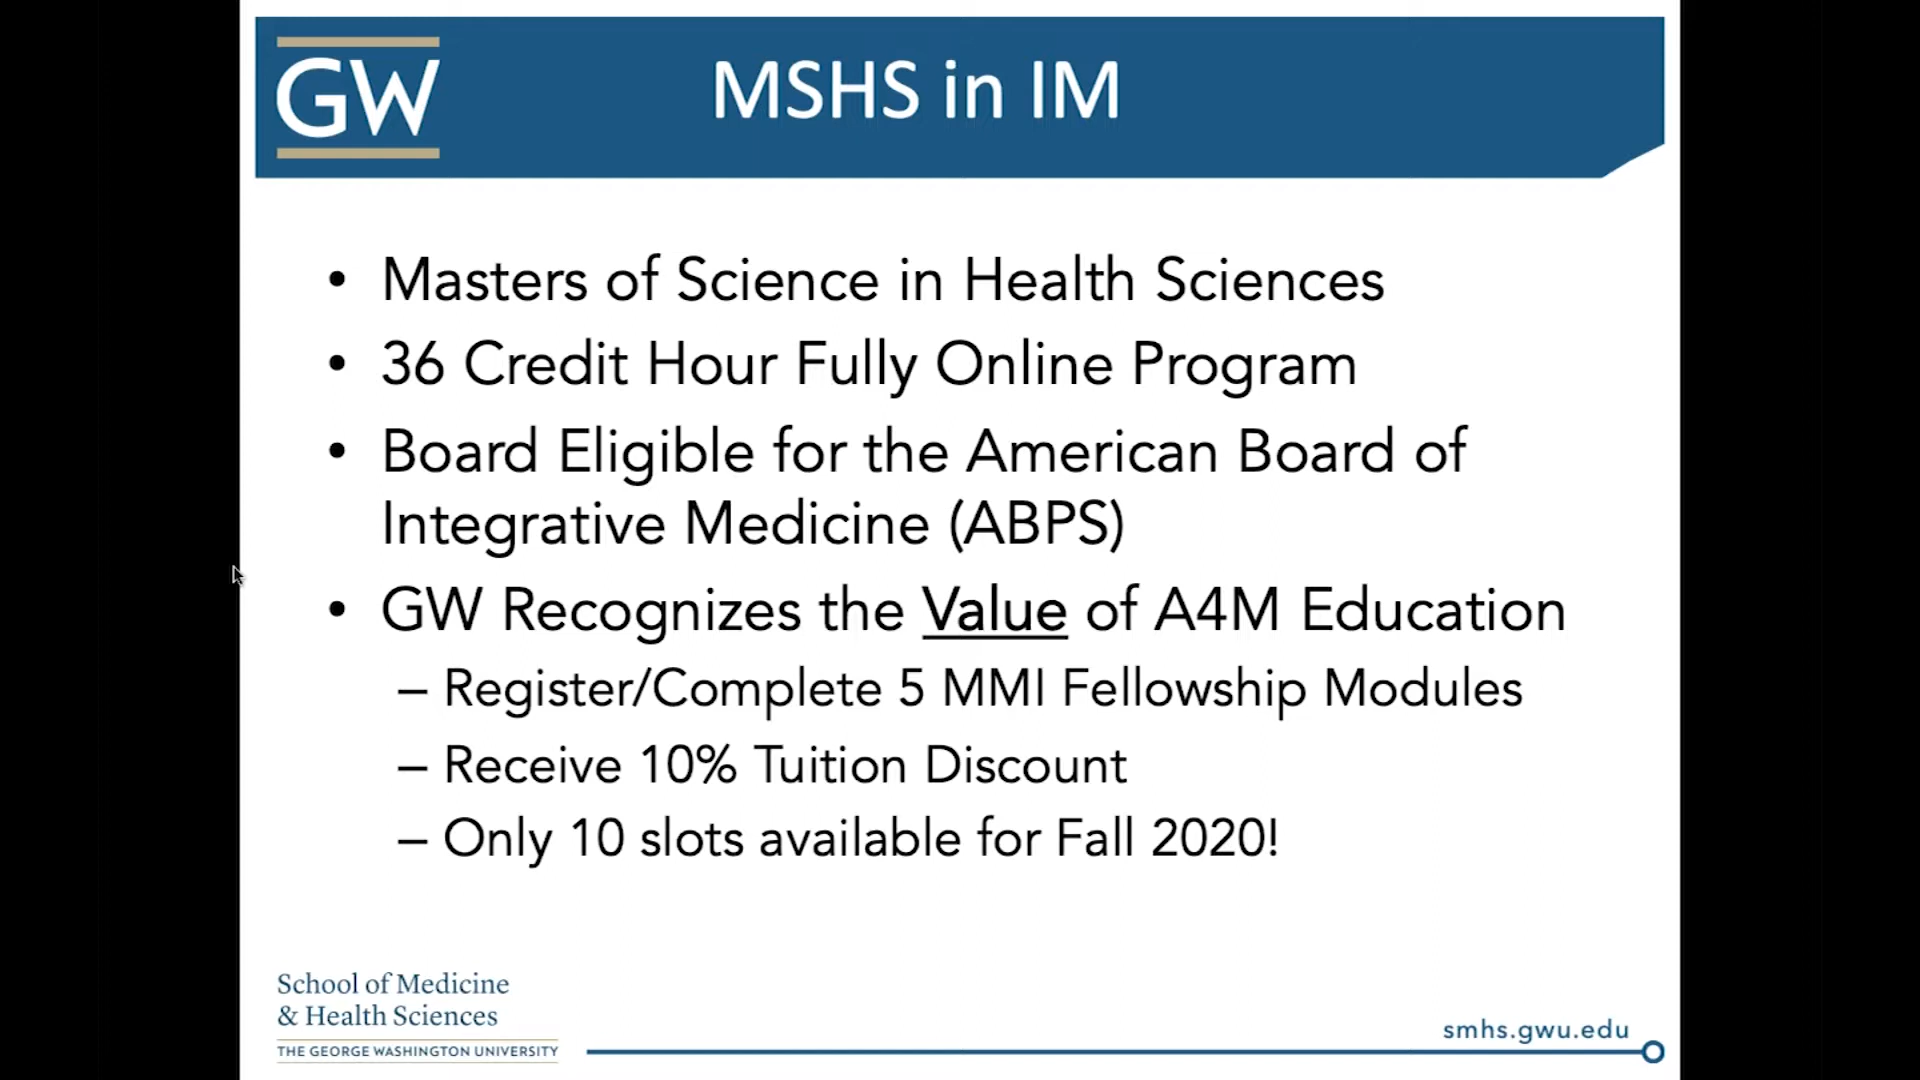 GW
MSHS in IM
• Masters of Science in Health Sciences
• 36 Credit Hour Fully Online Program
• Board Eligible for the American Board of
Integrative Medicine (ABPS)
• GW Recognizes the Value of A4M Education
– Register/Complete 5 MMI Fellowship Modules
– Receive 10% Tuition Discount
– Only 10 slots available for Fall 2020!
School of Medicine
& Health Sciences
THE GEORGE WASHINGTON UNIVERSITY
smhs.gwu.edu